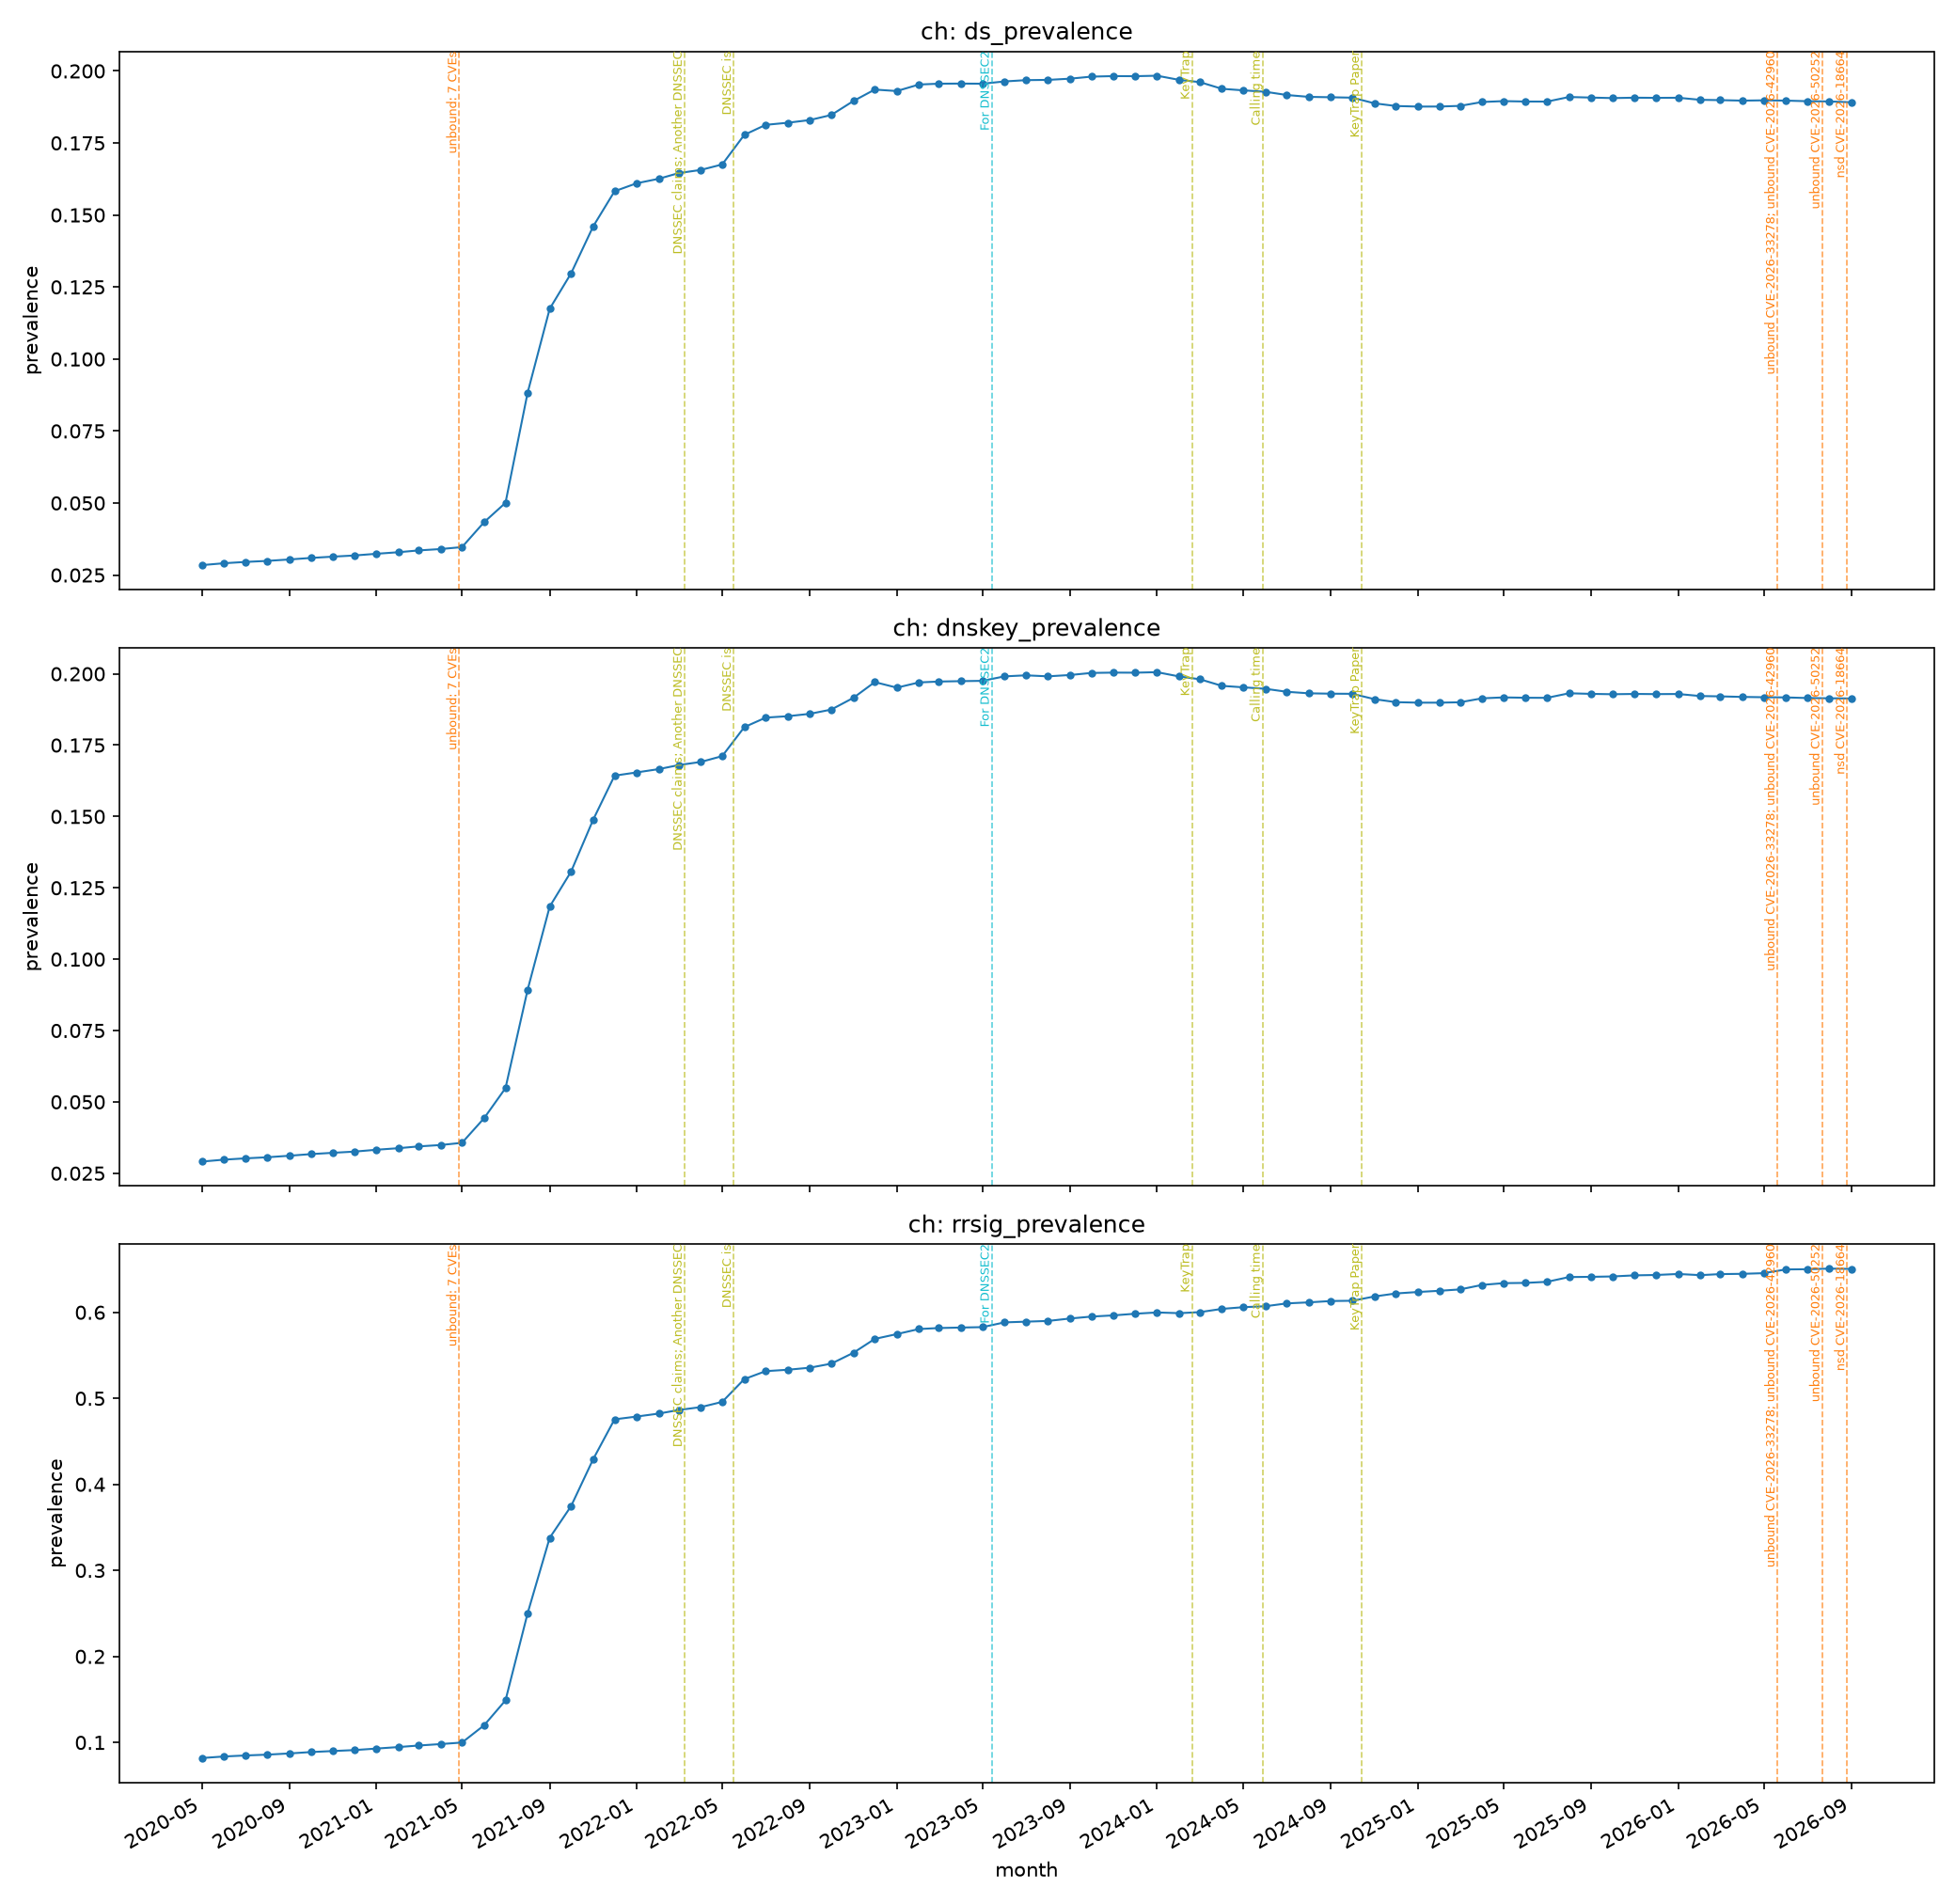 ch: ds_prevalence
prevalence
0.200
0.175
0.150
0.125
0.100
0.075
0.050
0.025
unbound: 7 CVEs
DNSSEC claims; Another DNSSEC
DNSSEC is
For DNSSEC2
KeyTrap
Calling time
KeyTrap Paper
unbound CVE-2026-33278; unbound CVE-2026-42960
unbound CVE-2026-50252
nsd CVE-2026-18664
ch: dnskey_prevalence
prevalence
0.200
0.175
0.150
0.125
0.100
0.075
0.050
0.025
unbound: 7 CVEs
DNSSEC claims; Another DNSSEC
DNSSEC is
For DNSSEC2
KeyTrap
Calling time
KeyTrap Paper
unbound CVE-2026-33278; unbound CVE-2026-42960
unbound CVE-2026-50252
nsd CVE-2026-18664
ch: rrsig_prevalence
prevalence
0.6
0.5
0.4
0.3
0.2
0.1
unbound: 7 CVEs
DNSSEC claims; Another DNSSEC
DNSSEC is
For DNSSEC2
KeyTrap
Calling time
KeyTrap Paper
unbound CVE-2026-33278; unbound CVE-2026-42960
unbound CVE-2026-50252
nsd CVE-2026-18664
2020-05
2020-09
2021-01
2021-05
2021-09
2022-01
2022-05
2022-09
2023-01
2023-05
2023-09
2024-01
2024-05
2024-09
2025-01
2025-05
2025-09
2026-01
2026-05
2026-09
month